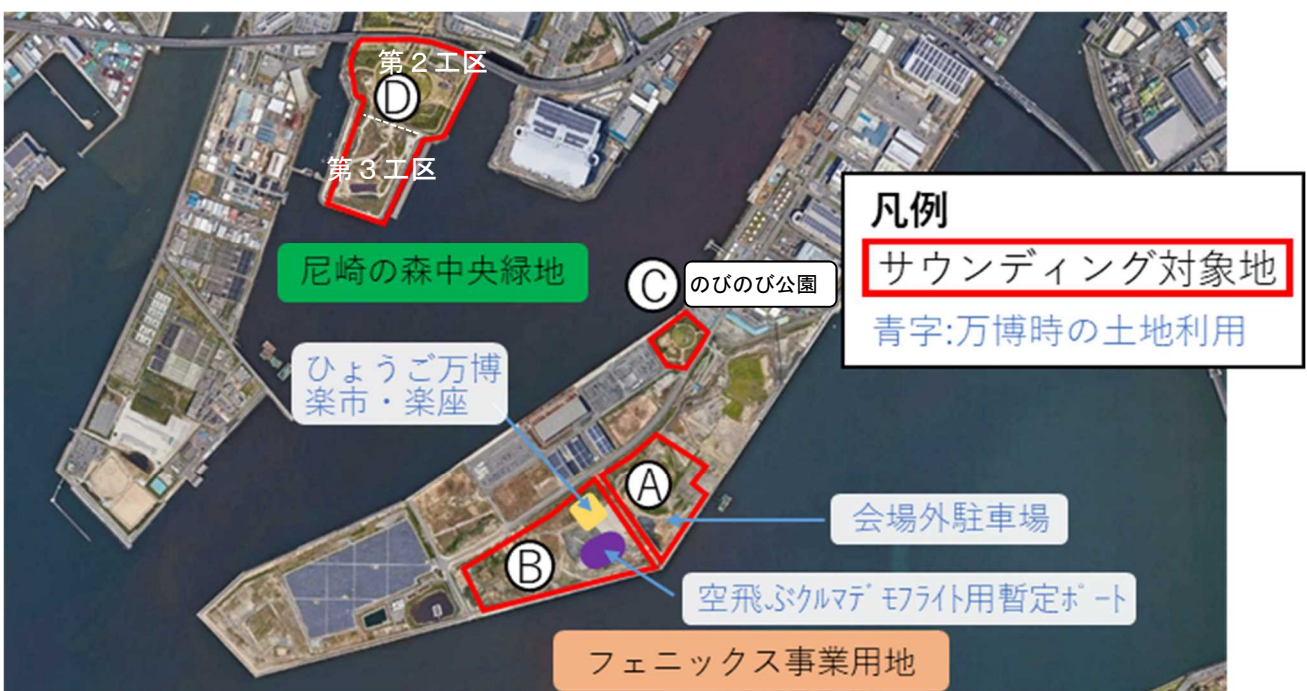 第2工区
D
第3工区
凡例
サウンディング対象地
青字:万博時の土地利用
尼崎の森中央緑地
C
のびのび公園
ひょうご万博
楽市・楽座
A
会場外駐車場
B
空飛ぶクルマデモフライト用暫定ポート
フェニックス事業用地